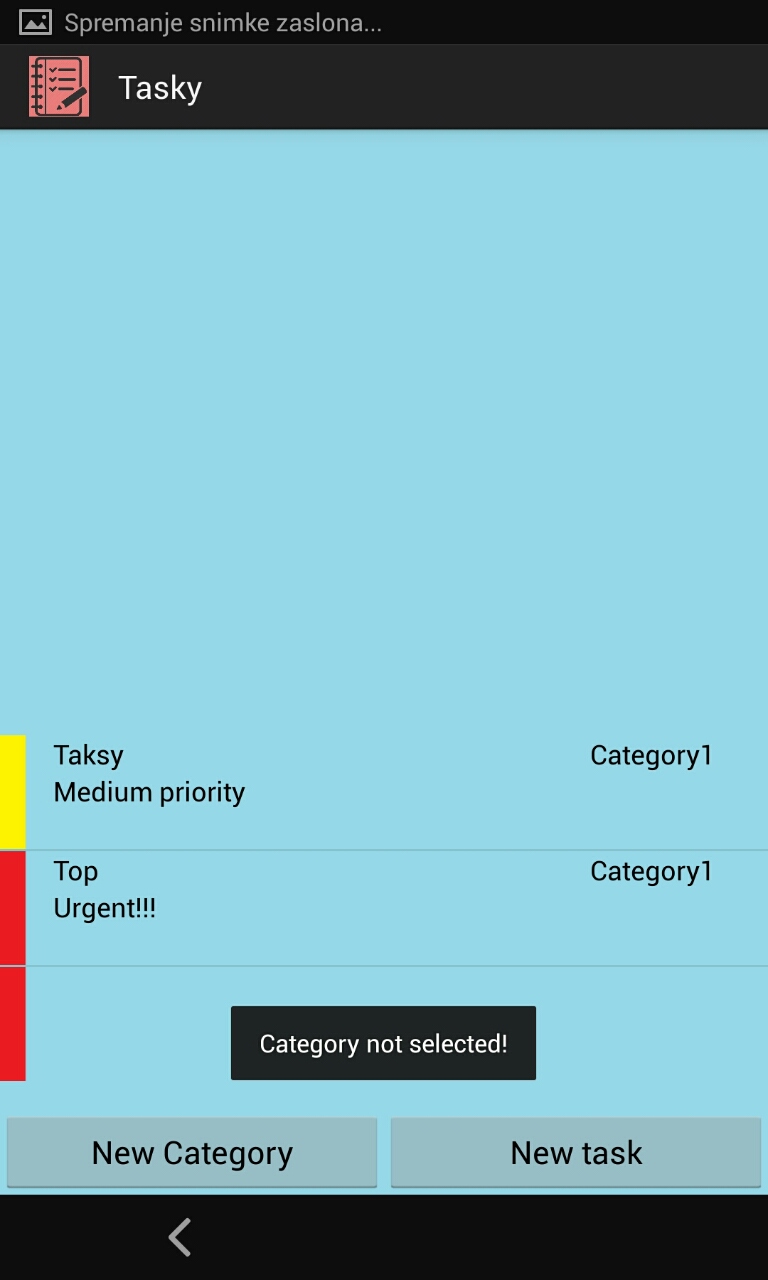 Spremanje snimke zaslona...
Tasky
Taksy Category1
Medium priority
Top Category1
Urgent!!!
Category not selected!
New Category New task